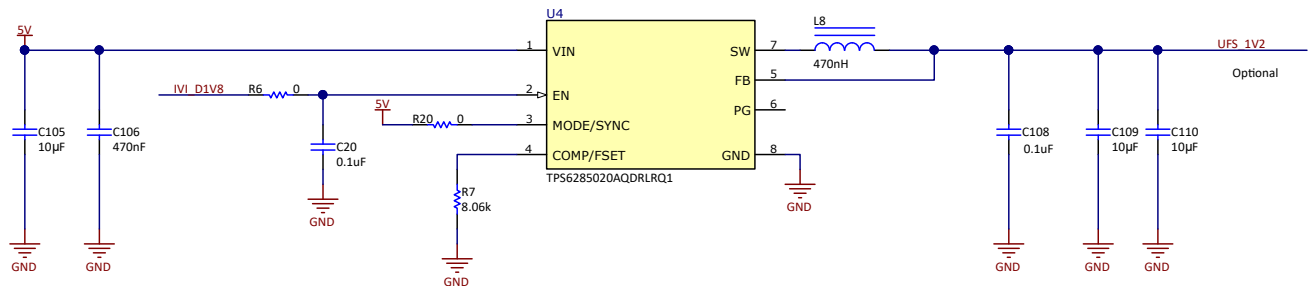 U4
5V
L8
1
VIN
SW
7
UFS_1V2
470nH
FB
5
Optional
IVI_D1V8
R6
0
2
EN
5V
PG
6
R20
0
3
MODE/SYNC
C105
10µF
C106
470nF
C20
0.1uF
4
COMP/FSET
GND
8
C108
0.1uF
C109
10µF
C110
10µF
TPS6285020AQDRLRQ1
R7
8.06k
GND
GND
GND
GND
GND
GND
GND
GND